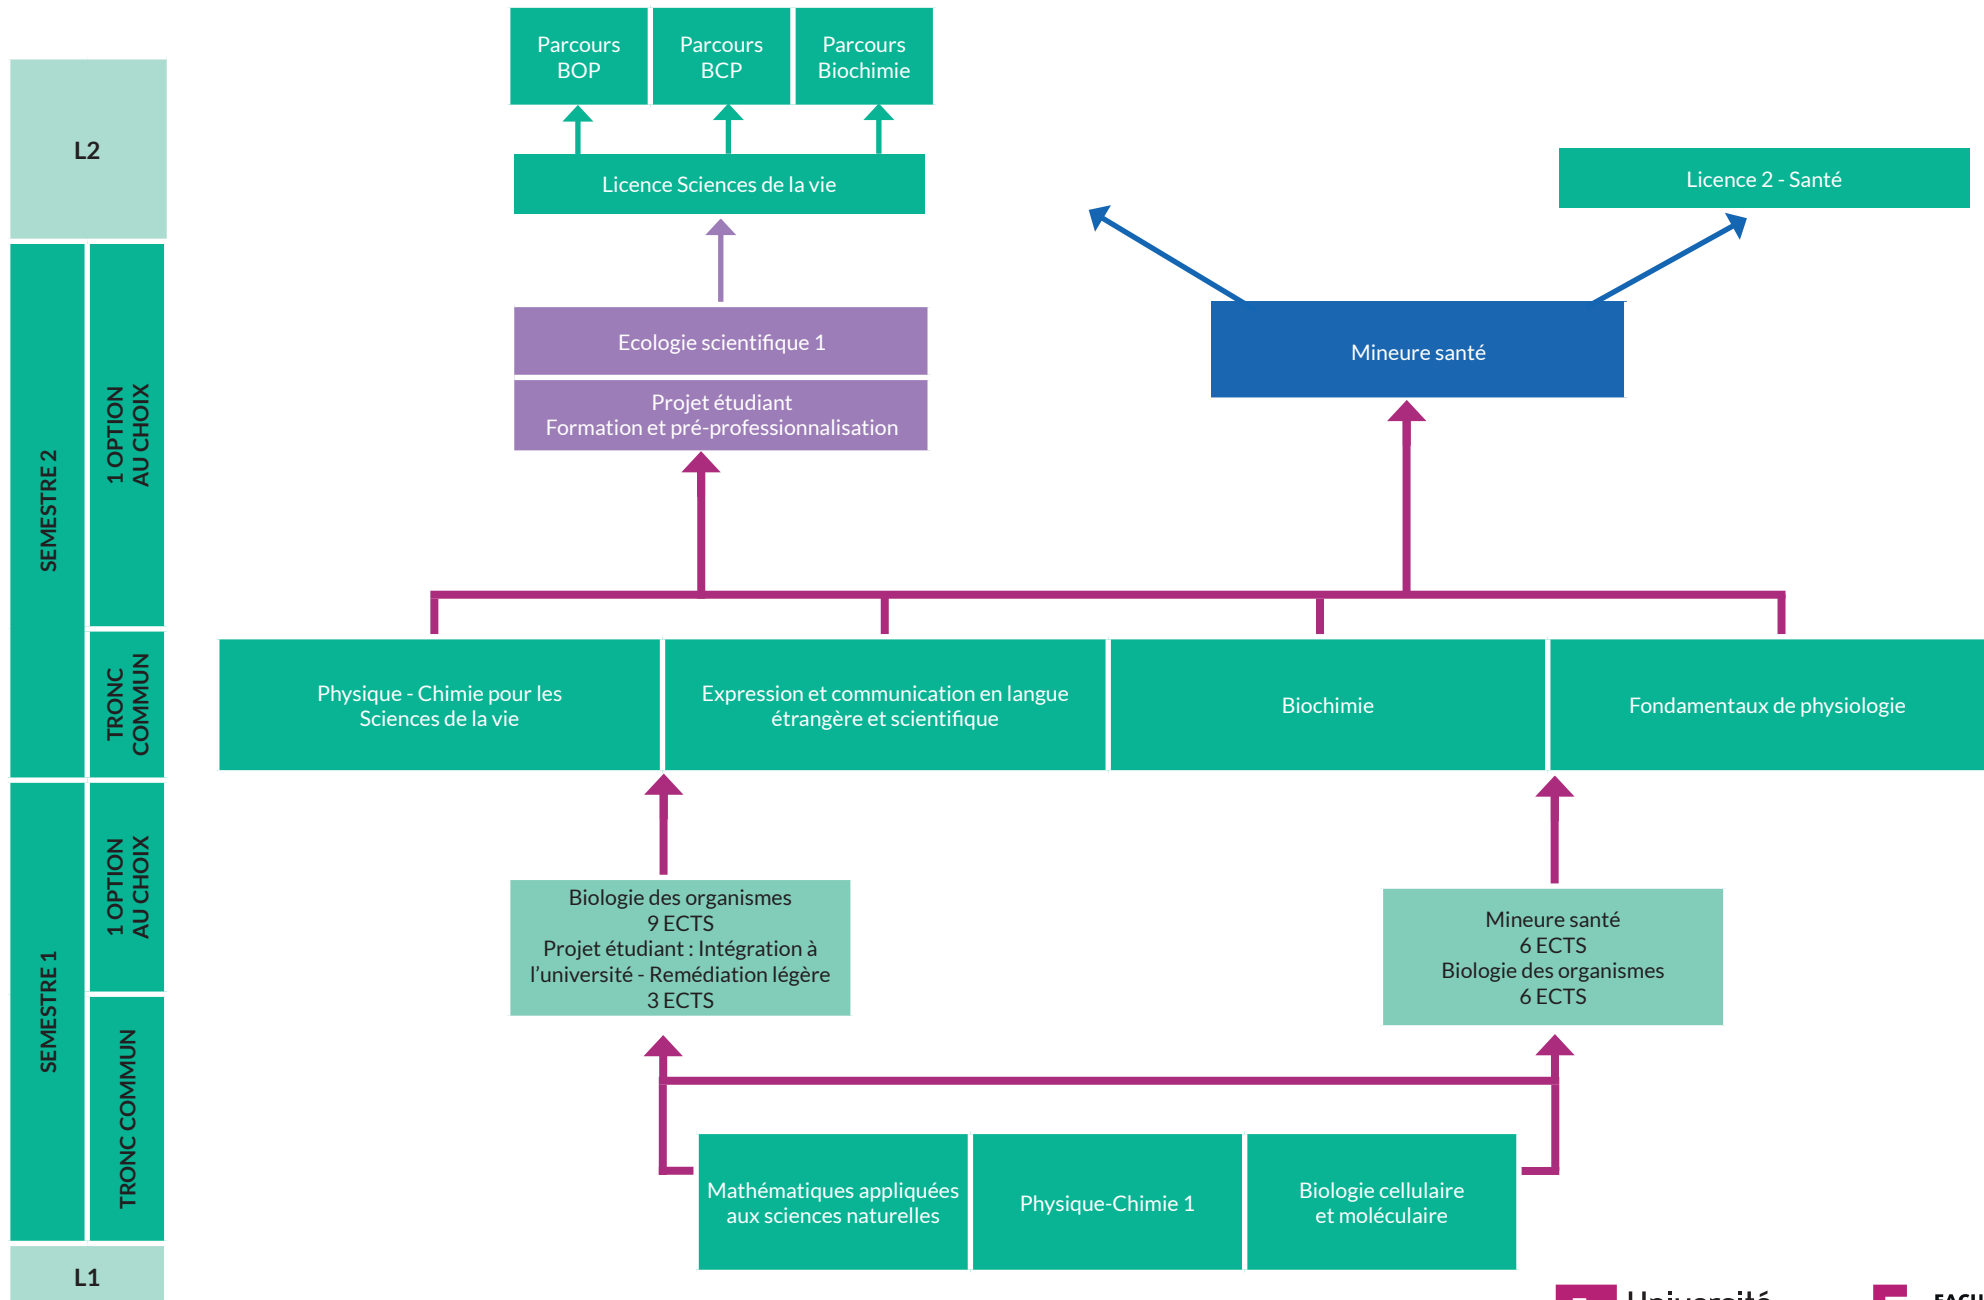 Parcours
BOP
Parcours
BCP
Parcours
Biochimie
L2
Licence Sciences de la vie
Licence 2 - Santé
SEMESTRE 2
1 OPTION
AU CHOIX
Ecologie scientifique 1
Projet étudiant
Formation et pré-professionnalisation
Mineure santé
TRONC
COMMUN
Physique - Chimie pour les
Sciences de la vie
Expression et communication en langue
étrangère et scientifique
Biochimie
Fondamentaux de physiologie
SEMESTRE 1
1 OPTION
AU CHOIX
Biologie des organismes
9 ECTS
Projet étudiant : Intégration à
l’université - Remédiation légère
3 ECTS
Mineure santé
6 ECTS
Biologie des organismes
6 ECTS
TRONC COMMUN
Mathématiques appliquées
aux sciences naturelles
Physique-Chimie 1
Biologie cellulaire
et moléculaire
L1
Université